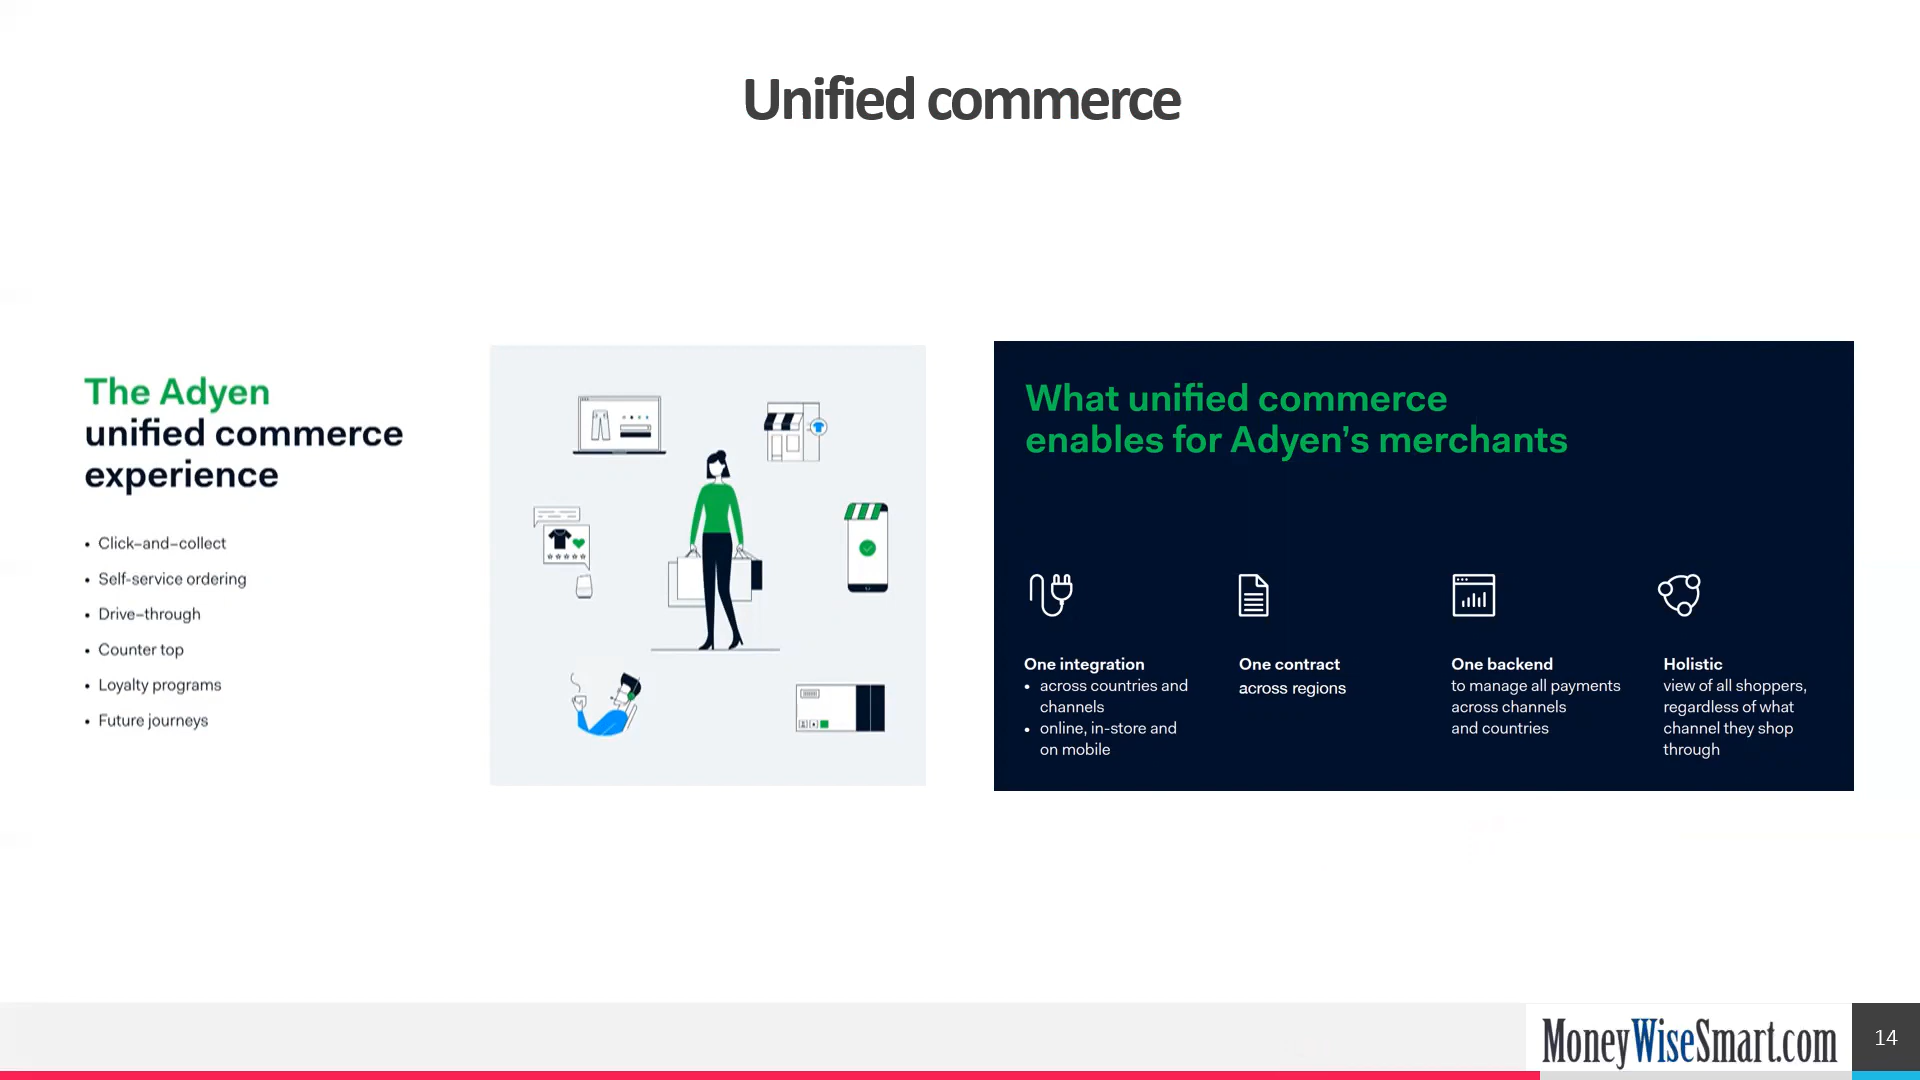 Unified commerce
The Adyen
unified commerce
experience
• Click-and-collect
• Self-service ordering
• Drive-through
• Counter top
• Loyalty programs
• Future journeys
What unified commerce
enables for Adyen's merchants
One integration
• across countries and
channels
• online, in-store and
on mobile
One contract
across regions
One backend
to manage all payments
across channels
and countries
Holistic
view of all shoppers,
regardless of what
channel they shop
through
MoneyWiseSmart.com
14